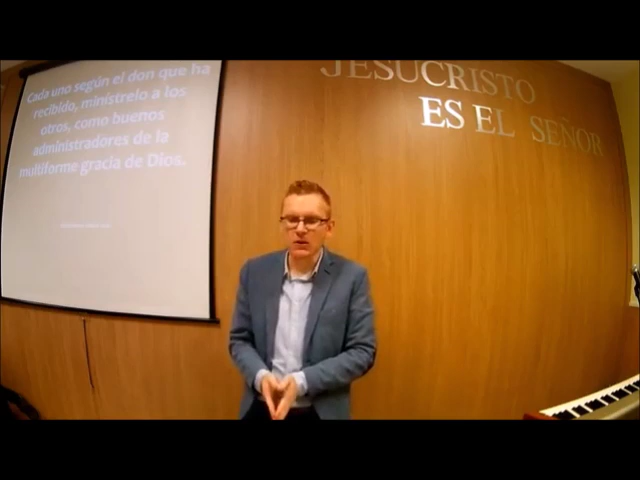 Cada uno según el don que ha
recibido, minístrelo a los
otros, como buenos
administradores de la
multiforme gracia de Dios.
JESUCRISTO
ES EL SEÑOR